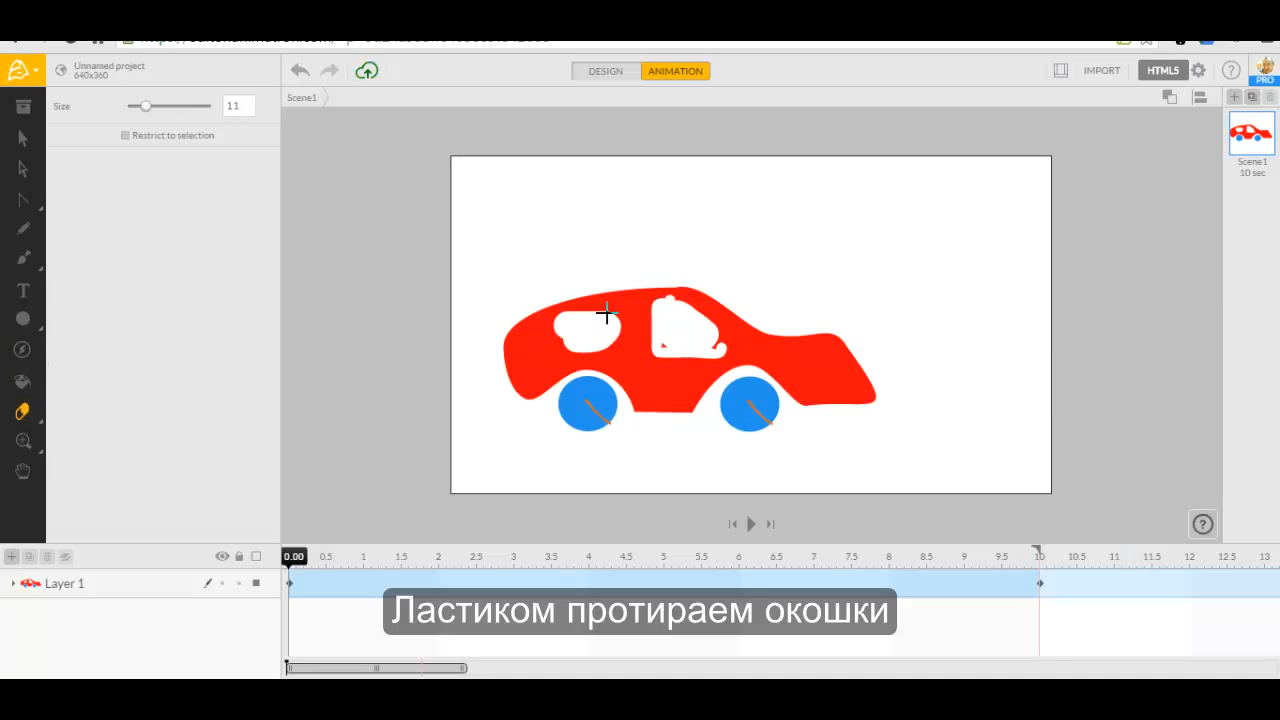 Unnamed project
640x360
DESIGN
ANIMATION
IMPORT
HTML5
?
PRO
Size
11
Scene1
Restrict to selection
Scene1
10 sec
T
?
0.00 0.5 1 1.5 2 2.5 3 3.5 4 4.5 5 5.5 6 6.5 7 7.5 8 8.5 9 9.5 10 10.5 11 11.5 12 12.5 13
Layer 1
Ластиком протираем окошки